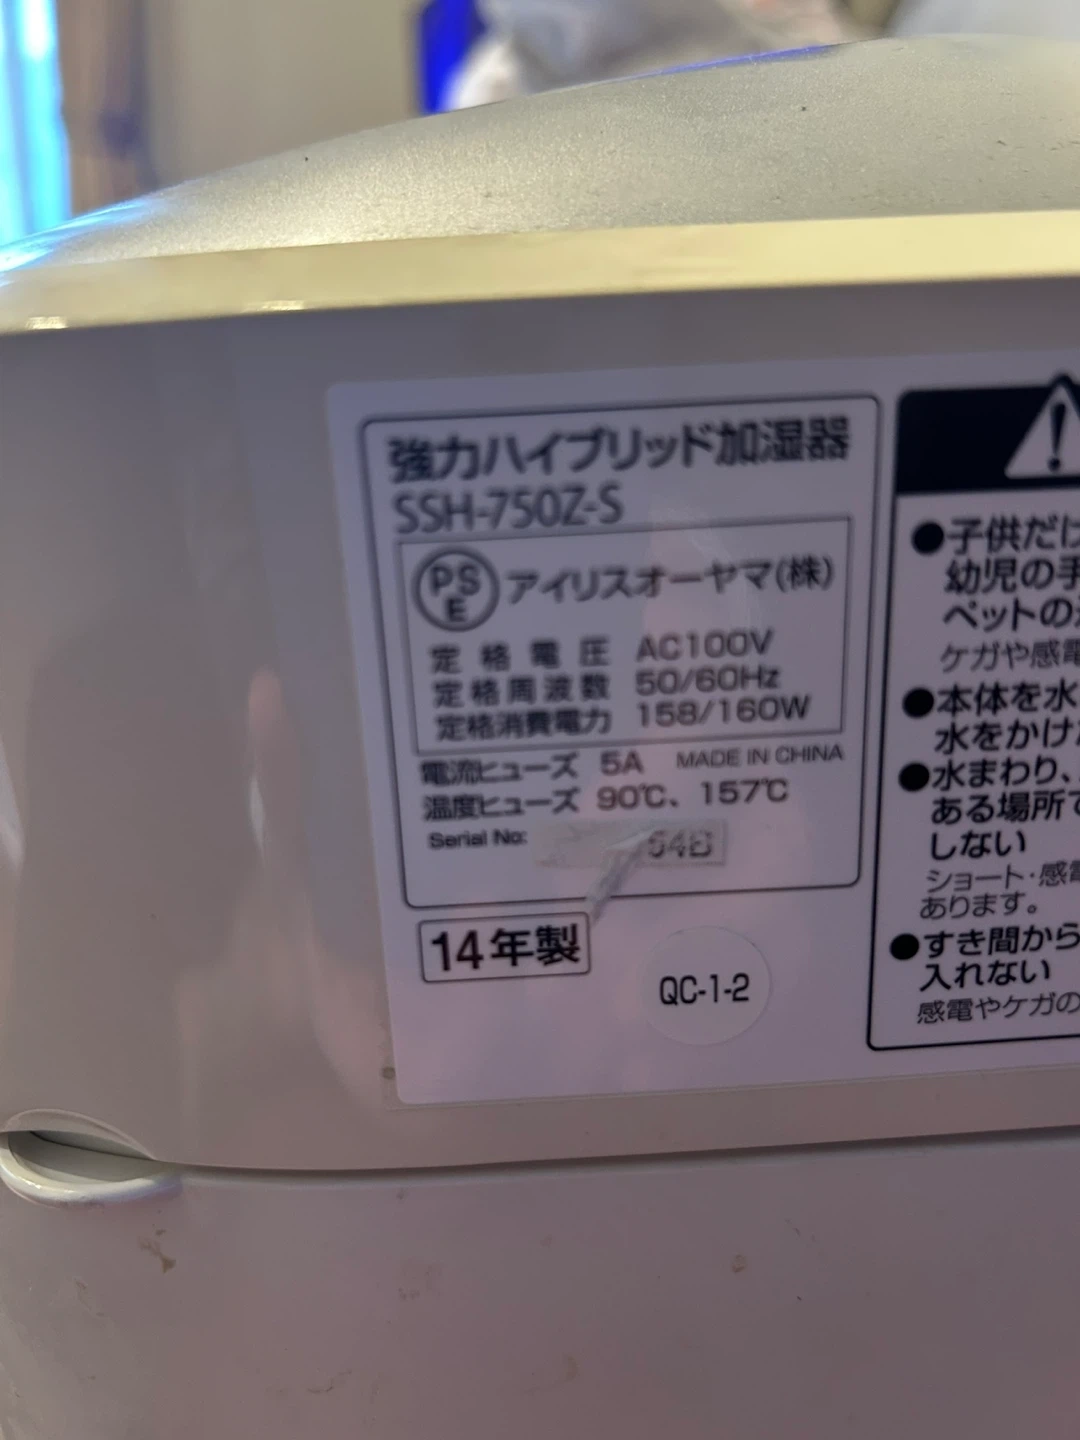 強力ハイブリッド加湿器
SSH-750Z-S
PS
E
アイリスオーヤマ(株)
定格電圧 AC100V
定格周波数 50/60Hz
定格消費電力 158/160W
電流ヒューズ 5A MADE IN CHINA
温度ヒューズ 90℃、157℃
Serial No:
14年製
QC-1-2
●子供だけ
幼児の手
ペットの
ケガや感電
●本体を水
水をかけ
●水まわり、
ある場所で
しない
ショート・感電
あります。
●すき間から
入れない
感電やケガの